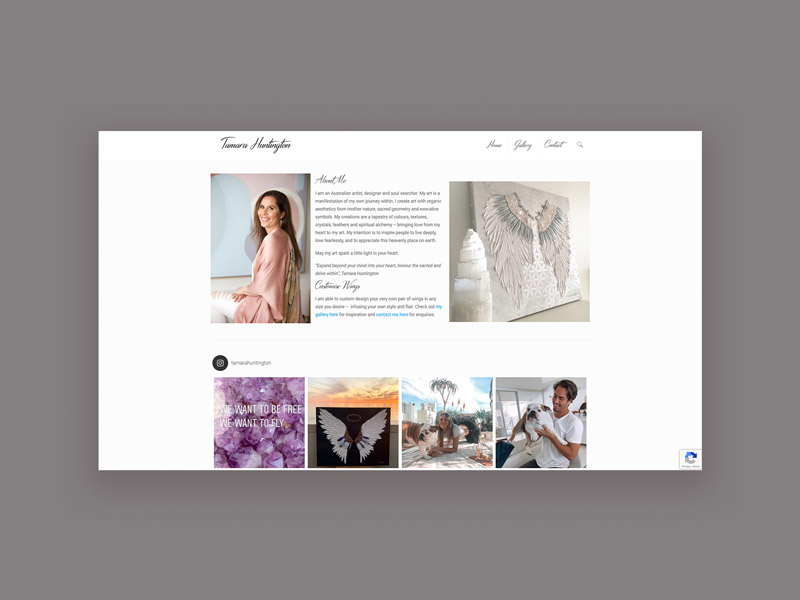 Tamara Huntington
Home
Gallery
Contact
About Me
I am an Australian artist, designer and soul searcher. My art is a
manifestation of my own journey within. I create art with organic
aesthetics from mother nature, sacred geometry and evocative
symbols. My creations are a tapestry of colours, textures,
crystals, feathers and spiritual alchemy – bringing love from my
heart to my art. My intention is to inspire people to live deeply,
love fearlessly, and to appreciate this heavenly place on earth.
May my art spark a little light in your heart.
"Expand beyond your mind into your heart, honour the sacred and
delve within", Tamara Huntington
Customise Wings
I am able to custom design your very own pair of wings in any
size you desire – infusing your own style and flair. Check out my
gallery here for inspiration and contact me here for enquiries.
tamarahuntington
WE WANT TO BE FREE
WE WANT TO FLY
Privacy - Terms